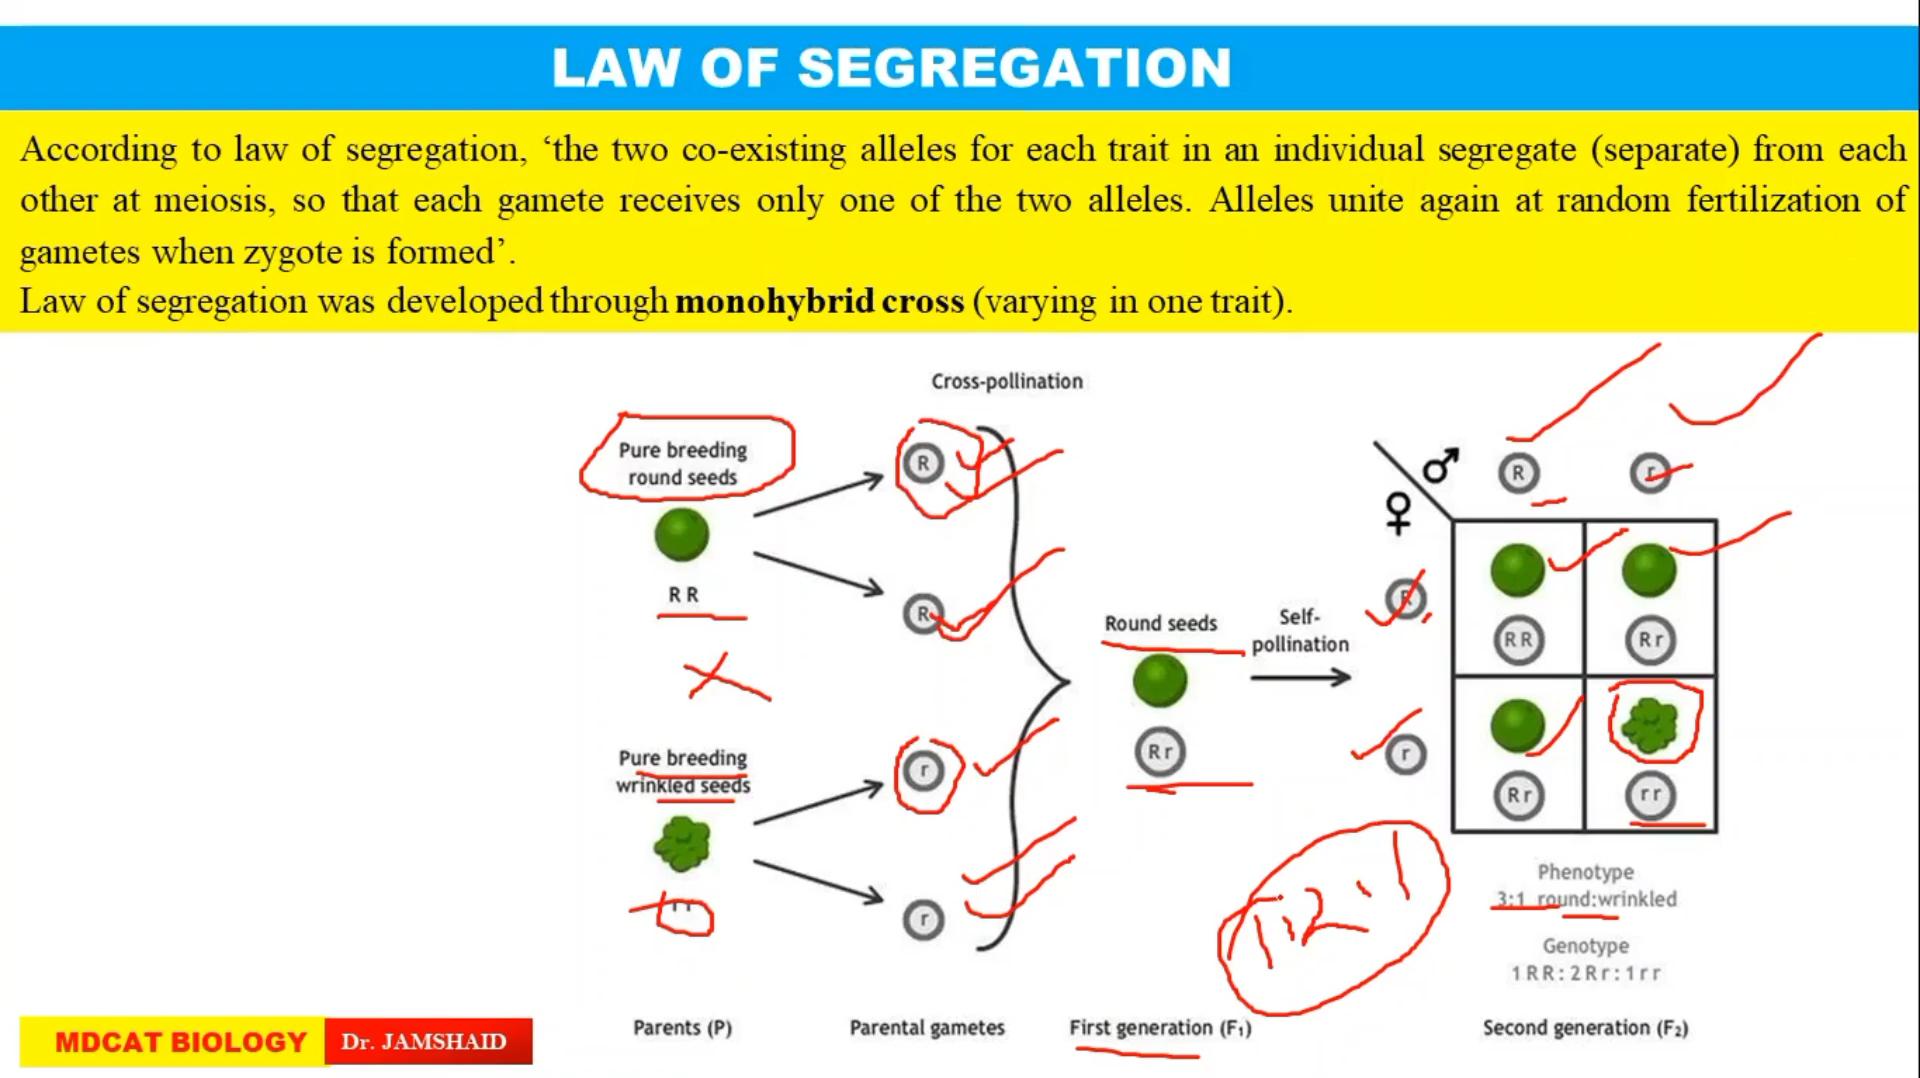 LAW OF SEGREGATION
According to law of segregation, ‘the two co-existing alleles for each trait in an individual segregate (separate) from each
other at meiosis, so that each gamete receives only one of the two alleles. Alleles unite again at random fertilization of
gametes when zygote is formed’.
Law of segregation was developed through monohybrid cross (varying in one trait).
Cross-pollination
Pure breeding
round seeds
R R
R
R
Pure breeding
wrinkled seeds
r
r
Round seeds
R r
Self-
pollination
♂
♀
R
r
R
r
R R
R r
R r
r r
1:2:1
Phenotype
3:1 round:wrinkled
Genotype
1 R R : 2 R r : 1 r r
Parents (P)
Parental gametes
First generation (F₁)
Second generation (F₂)
MDCAT BIOLOGY
Dr. JAMSHAID